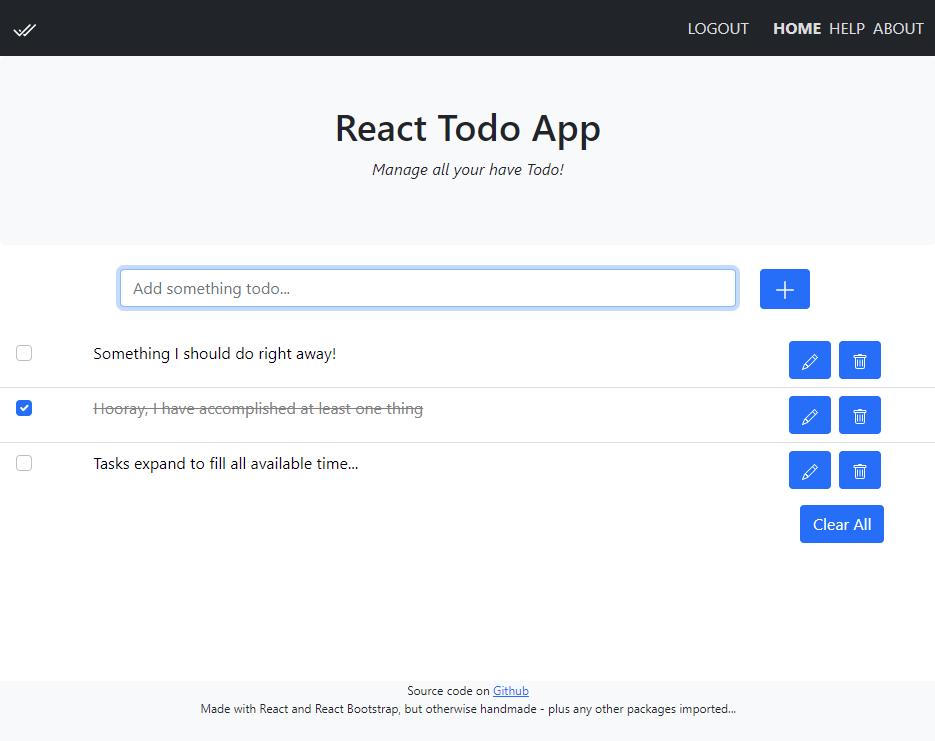 LOGOUT HOME HELP ABOUT
React Todo App
Manage all your have Todo!
Add something todo...
Something I should do right away!
Hooray, I have accomplished at least one thing
Tasks expand to fill all available time...
Clear All
Source code on Github
Made with React and React Bootstrap, but otherwise handmade - plus any other packages imported...